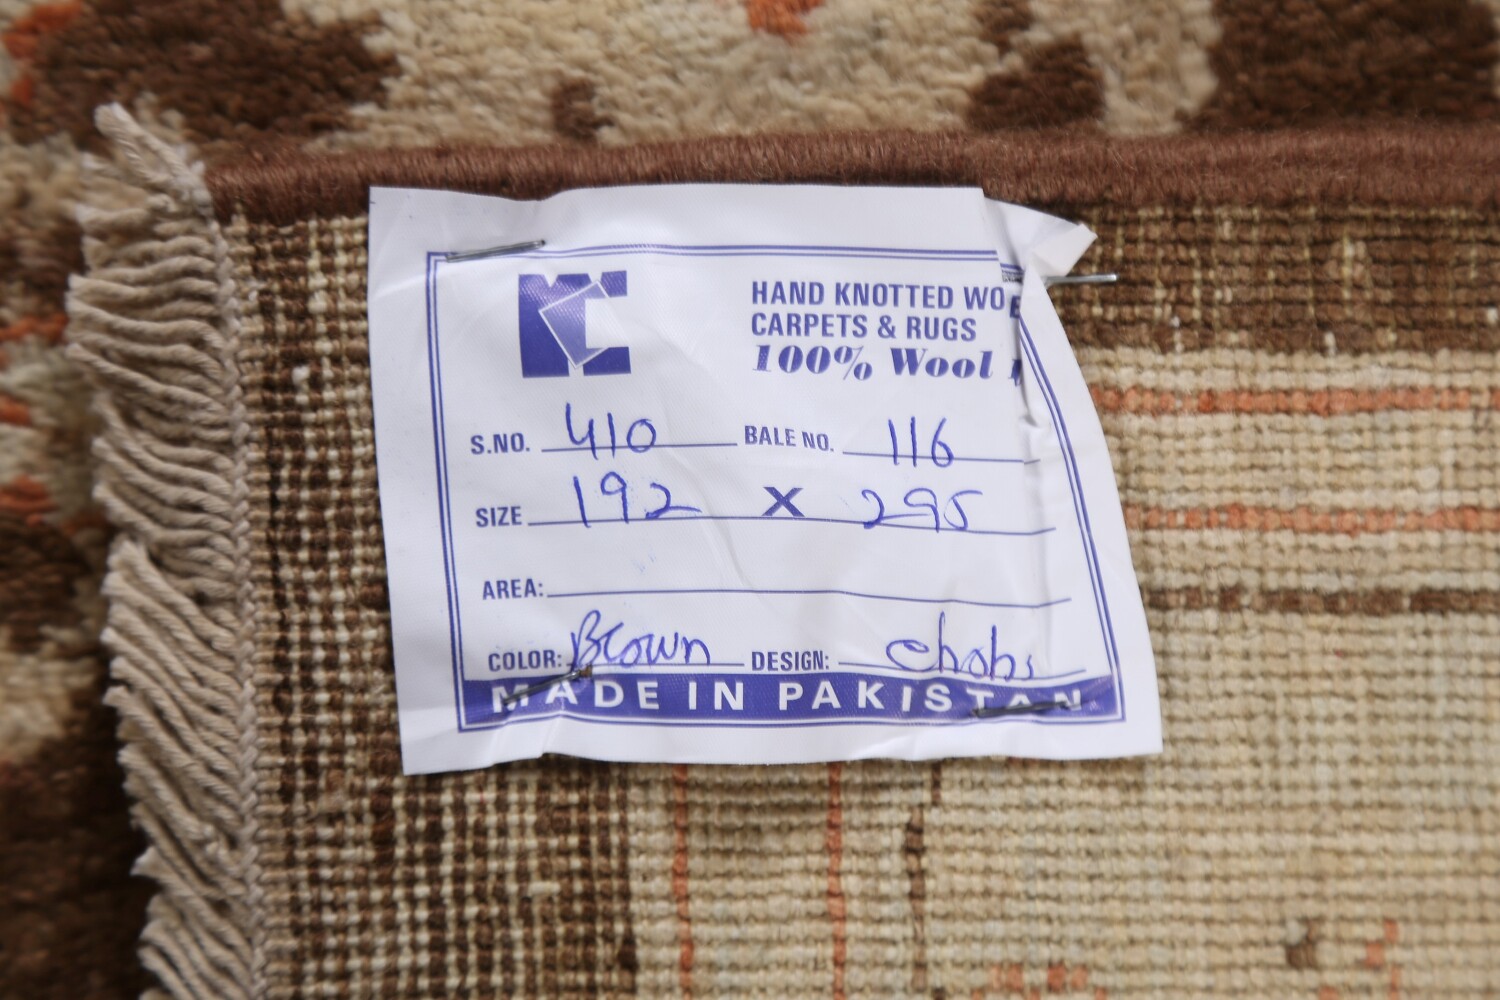 HAND KNOTTED WO
CARPETS & RUGS
100% Wool
S.NO. 410 BALE NO. 116
SIZE 192 X 295
AREA:
COLOR: Brown DESIGN: chobi
MADE IN PAKISTAN